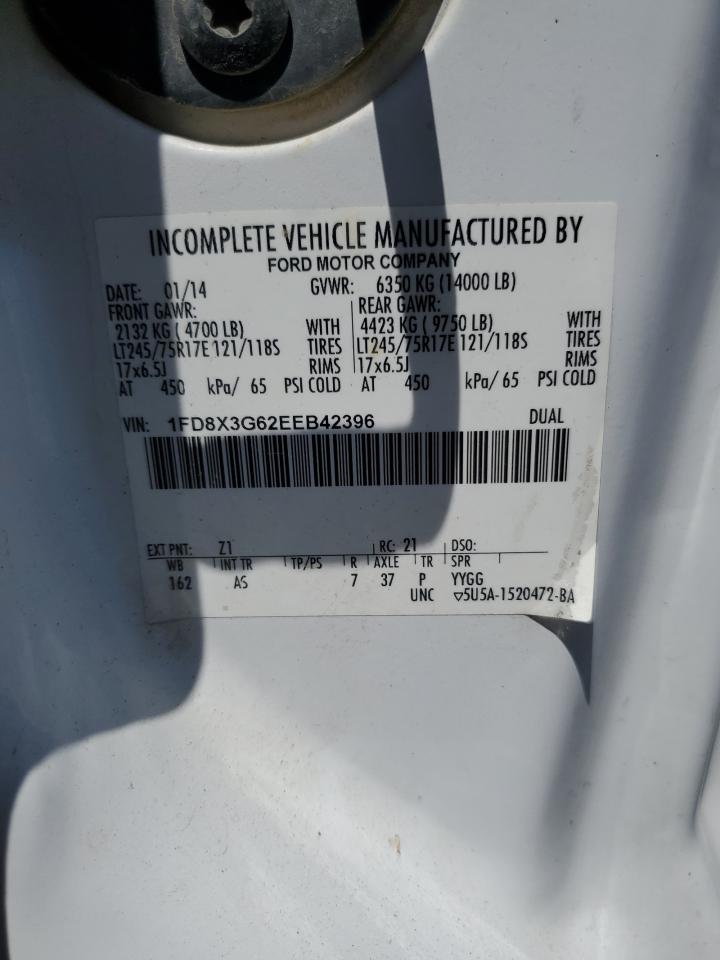 INCOMPLETE VEHICLE MANUFACTURED BY
FORD MOTOR COMPANY
DATE: 01/14 GVWR: 6350 KG (14000 LB)
FRONT GAWR: REAR GAWR:
2132 KG ( 4700 LB) WITH 4423 KG ( 9750 LB) WITH
LT245/75R17E 121/118S TIRES LT245/75R17E 121/118S TIRES
17x6.5J RIMS 17x6.5J RIMS
AT 450 kPa/ 65 PSI COLD AT 450 kPa/ 65 PSI COLD
VIN: 1FD8X3G62EEB42396 DUAL
EXT PNT: Z1 RC: 21 DSO:
WB INT TR TP/PS R AXLE TR SPR
162 AS 7 37 P YYGG
UNC ▽5U5A-1520472-BA